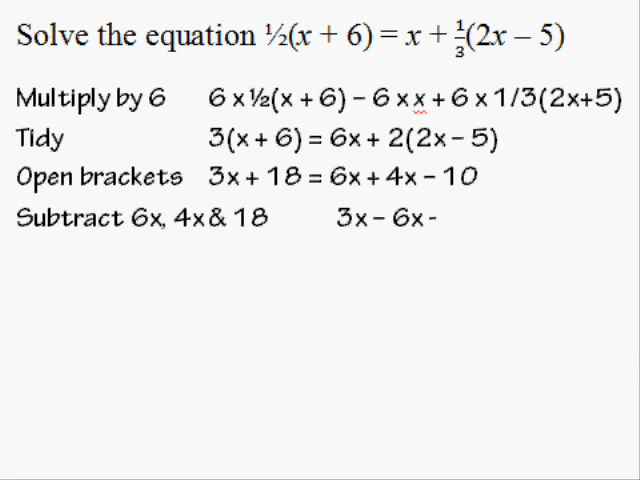 Solve the equation ½(x + 6) = x + 1/3(2x – 5)
Multiply by 6 6 x ½(x + 6) – 6 x x + 6 x 1/3(2x+5)
Tidy 3(x + 6) = 6x + 2(2x – 5)
Open brackets 3x + 18 = 6x + 4x – 10
Subtract 6x, 4x & 18 3x – 6x -